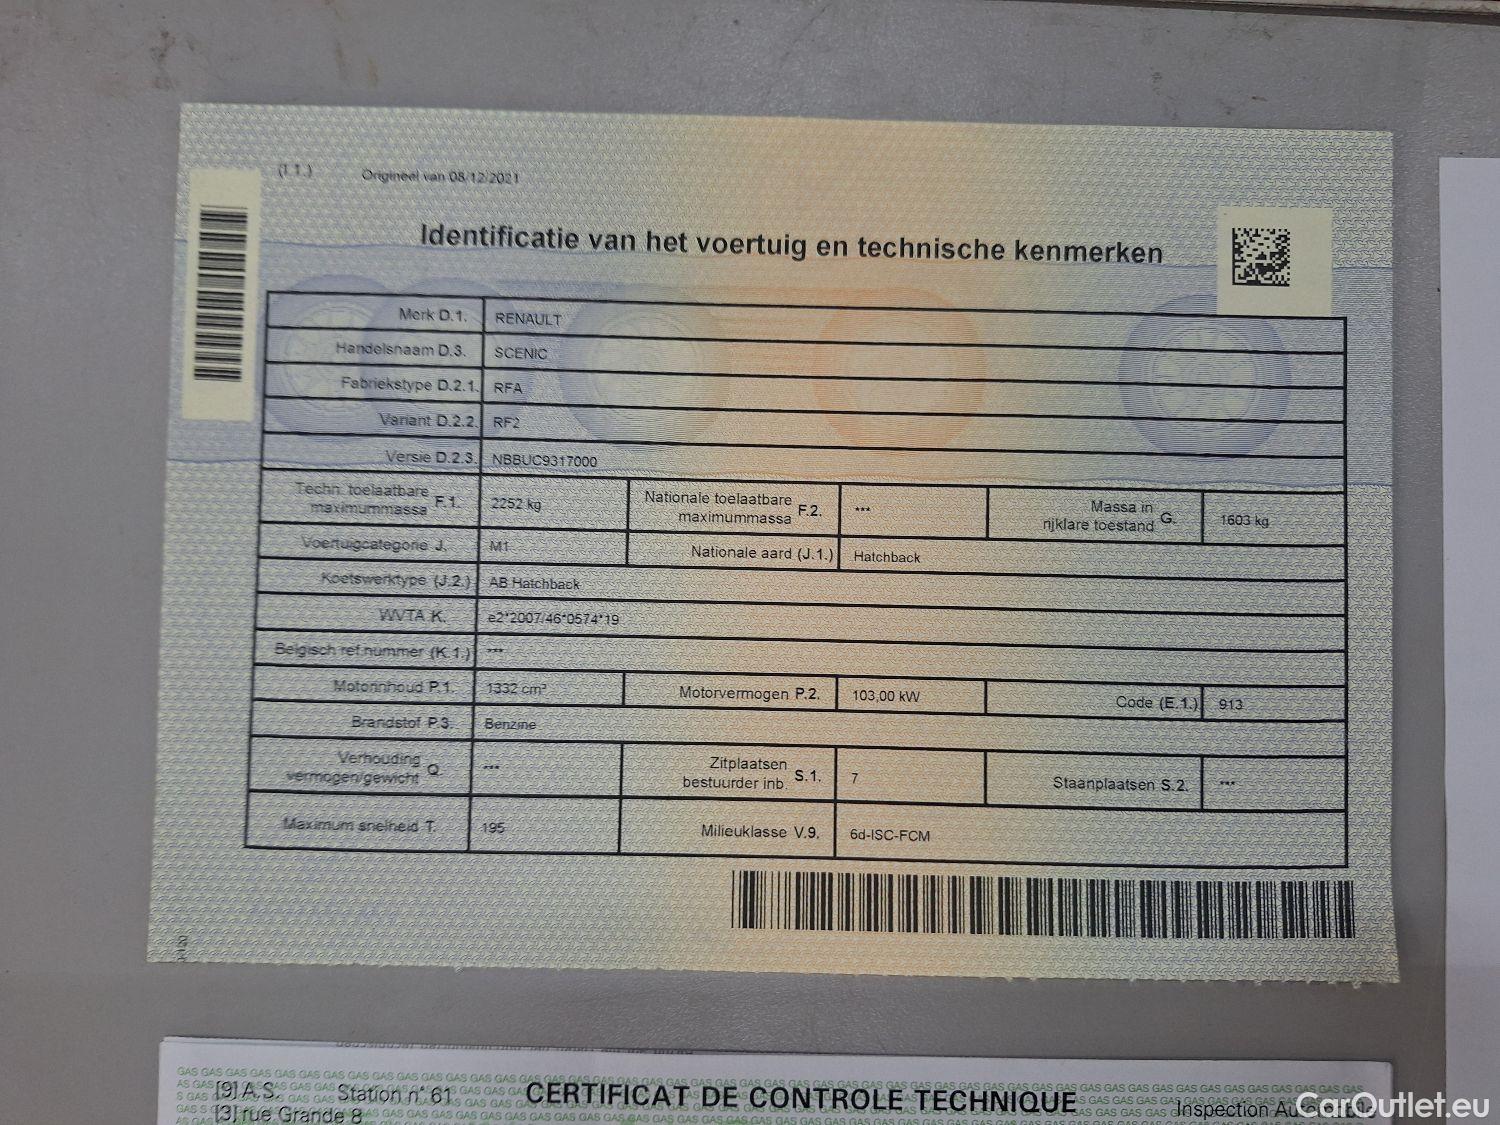 (I.1.) Origineel van 08/12/2021
Identificatie van het voertuig en technische kenmerken
Merk D.1. RENAULT
Handelsnaam D.3. SCENIC
Fabriekstype D.2.1. RFA
Variant D.2.2. RF2
Versie D.2.3. NBBUC9317000
Techn. toelaatbare maximummassa F.1. 2252 kg Nationale toelaatbare maximummassa F.2. *** Massa in rijklare toestand G. 1603 kg
Voertuigcategorie J. M1 Nationale aard (J.1.) Hatchback
Koetswerktype (J.2.) AB Hatchback
WVTA K. e2*2007/46*0574*19
Belgisch ref.nummer (K.1.) ***
Motorinhoud P.1. 1332 cm³ Motorvermogen P.2. 103,00 kW Code (E.1.) 913
Brandstof P.3. Benzine
Verhouding vermogen/gewicht Q. *** Zitplaatsen bestuurder inb. S.1. 7 Staanplaatsen S.2. ***
Maximum snelheid T. 195 Milieuklasse V.9. 6d-ISC-FCM
[9] A.S. Station n° 61 CERTIFICAT DE CONTROLE TECHNIQUE
[3] rue Grande 8 Inspection
CarOutlet.eu